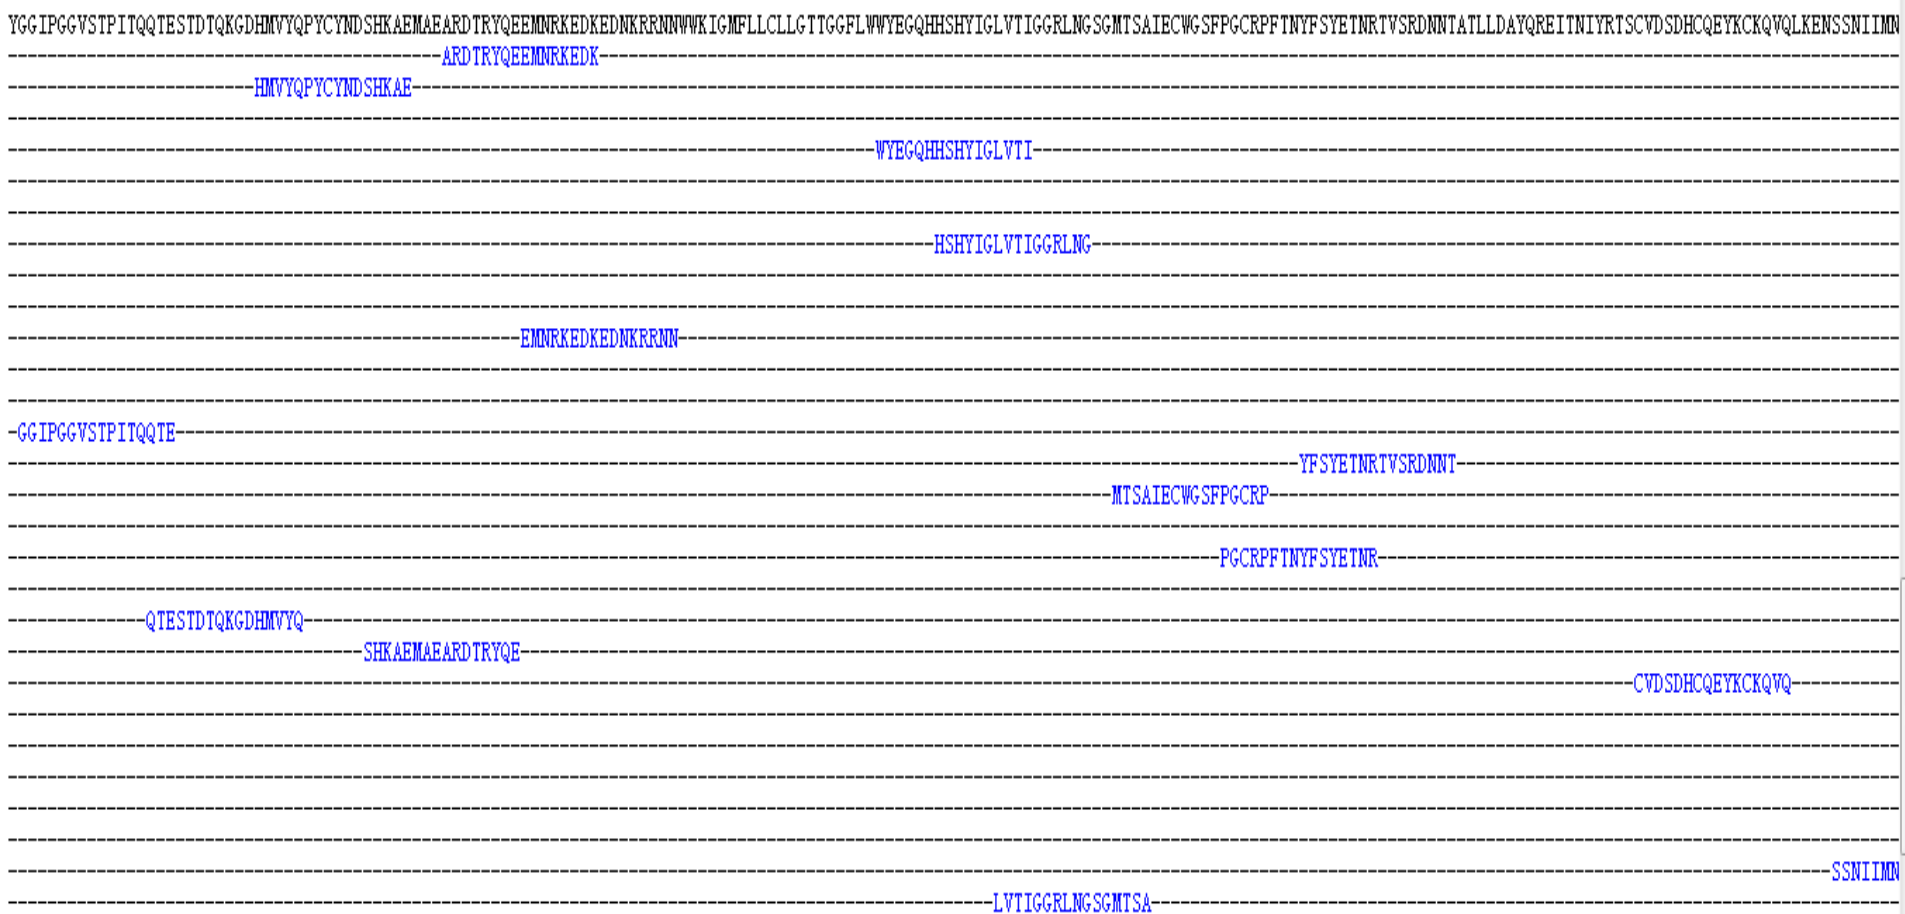 YGGIPGGVSTPITQQTESTDTQKGDHMVYQPYCYNDSHKAEMAEARDTRYQEEMNRKEDKEDNKRRNNWWKIGMFLLCLLGTTGGFLWWYEGQHHSHYIGLVTIGGRLNGSGMTSAIECWGSFPGCRPFTNYFSYETNRTVSRDNNTATLLDAYQREITNIYRTSCVDSDHCQEYKCKQVQLKENSSNIIMN
ARDTRYQEEMNRKEDK
HMVYQPYCYNDSHKAE
WYEGQHHSHYIGLVTI
HSHYIGLVTIGGRLNG
EMNRKEDKEDNKRRNN
GGIPGGVSTPITQQTE
YFSYETNRTVSRDNNT
MTSAIECWGSFPGCRP
PGCRPFTNYFSYETNR
QTESTDTQKGDHMVYQ
SHKAEMAEARDTRYQE
CVDSDHCQEYKCKQVQ
SSNIIMN
LVTIGGRLNGSGMTSA